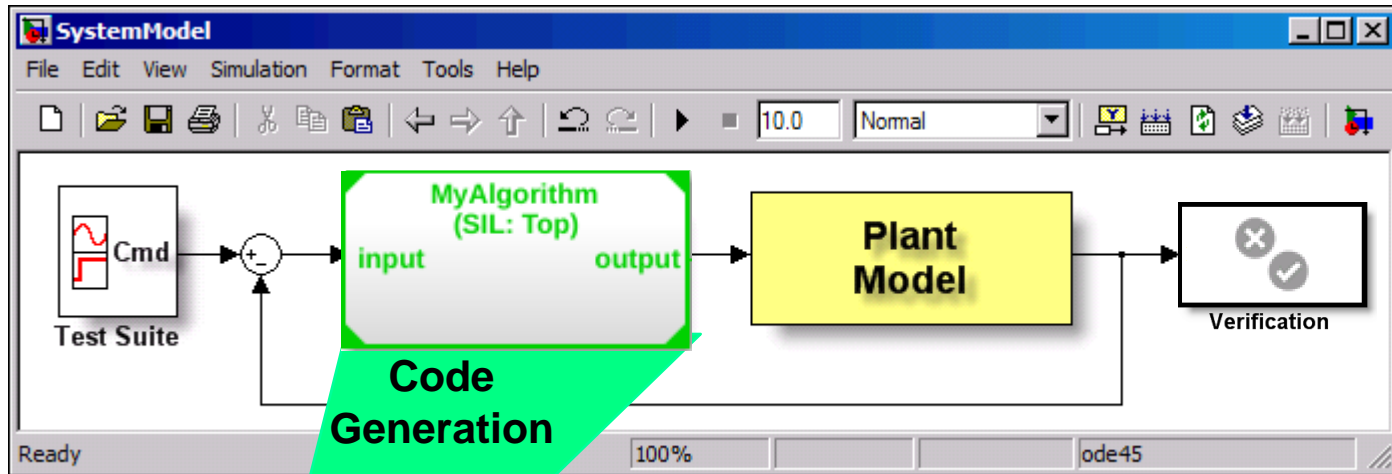 SystemModel
File Edit View Simulation Format Tools Help
10.0 Normal
Cmd
Test Suite
+
-
MyAlgorithm
(SIL: Top)
input output
Plant
Model
Verification
Code
Generation
Ready 100% ode45